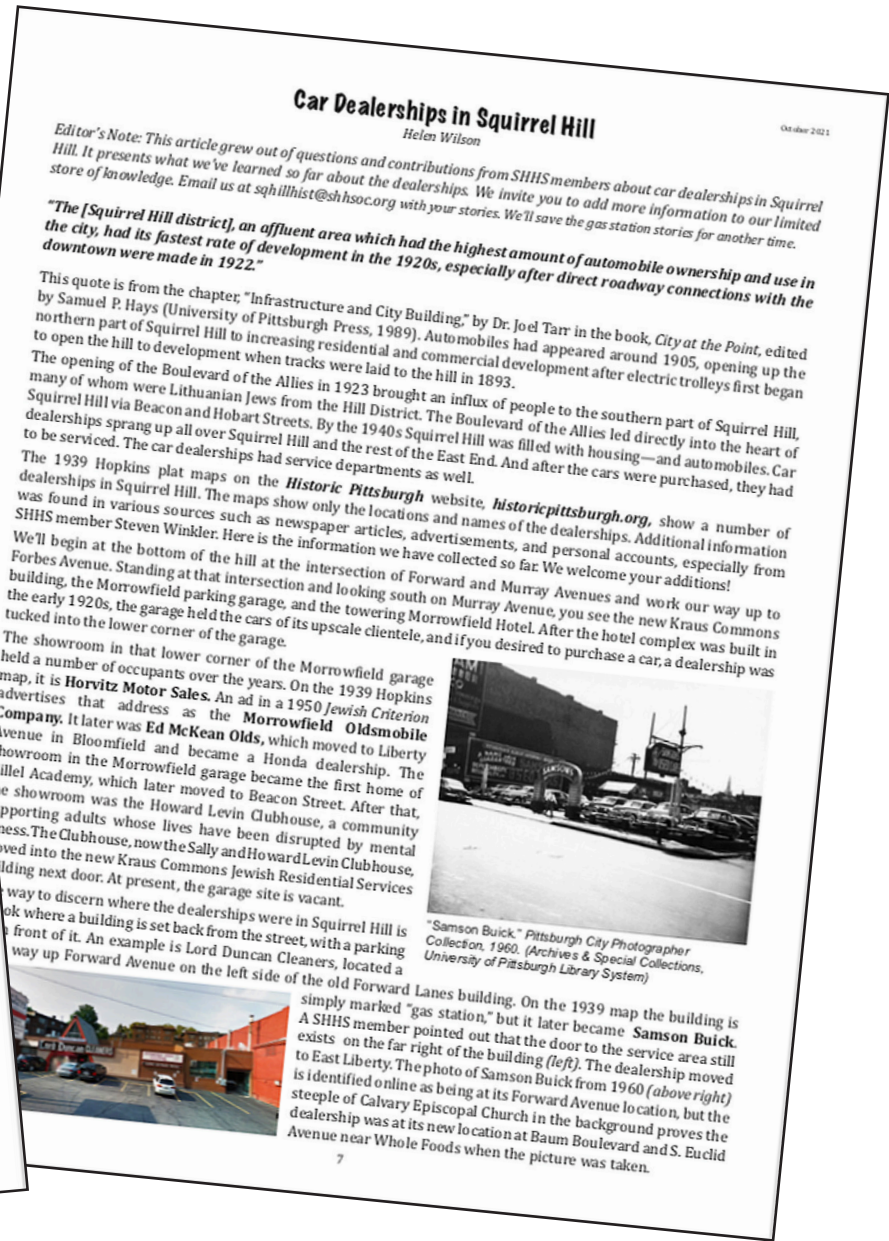 Car Dealerships in Squirrel Hill
October 2021
Helen Wilson
Editor's Note: This article grew out of questions and contributions from SHHS members about car dealerships in Squirrel
Hill. It presents what we've learned so far about the dealerships. We invite you to add more information to our limited
store of knowledge. Email us at sqhillhist@shhsoc.org with your stories. We'll save the gas station stories for another time.
"The [Squirrel Hill district], an affluent area which had the highest amount of automobile ownership and use in
the city, had its fastest rate of development in the 1920s, especially after direct roadway connections with the
downtown were made in 1922."
This quote is from the chapter, "Infrastructure and City Building," by Dr. Joel Tarr in the book, City at the Point, edited
by Samuel P. Hays (University of Pittsburgh Press, 1989). Automobiles had appeared around 1905, opening up the
northern part of Squirrel Hill to increasing residential and commercial development after electric trolleys first began
to open the hill to development when tracks were laid to the hill in 1893.
The opening of the Boulevard of the Allies in 1923 brought an influx of people to the southern part of Squirrel Hill,
many of whom were Lithuanian Jews from the Hill District. The Boulevard of the Allies led directly into the heart of
Squirrel Hill via Beacon and Hobart Streets. By the 1940s Squirrel Hill was filled with housing—and automobiles. Car
dealerships sprang up all over Squirrel Hill and the rest of the East End. And after the cars were purchased, they had
to be serviced. The car dealerships had service departments as well.
The 1939 Hopkins plat maps on the Historic Pittsburgh website, historicpittsburgh.org, show a number of
dealerships in Squirrel Hill. The maps show only the locations and names of the dealerships. Additional information
was found in various sources such as newspaper articles, advertisements, and personal accounts, especially from
SHHS member Steven Winkler. Here is the information we have collected so far. We welcome your additions!
We'll begin at the bottom of the hill at the intersection of Forward and Murray Avenues and work our way up to
Forbes Avenue. Standing at that intersection and looking south on Murray Avenue, you see the new Kraus Commons
building, the Morrowfield parking garage, and the towering Morrowfield Hotel. After the hotel complex was built in
the early 1920s, the garage held the cars of its upscale clientele, and if you desired to purchase a car, a dealership was
tucked into the lower corner of the garage.
The showroom in that lower corner of the Morrowfield garage
held a number of occupants over the years. On the 1939 Hopkins
map, it is Horvitz Motor Sales. An ad in a 1950 Jewish Criterion
advertises that address as the Morrowfield Oldsmobile
Company. It later was Ed McKean Olds, which moved to Liberty
Avenue in Bloomfield and became a Honda dealership. The
howroom in the Morrowfield garage became the first home of
illel Academy, which later moved to Beacon Street. After that,
e showroom was the Howard Levin Clubhouse, a community
pporting adults whose lives have been disrupted by mental
ness. The Clubhouse, now the Sally and Howard Levin Clubhouse,
oved into the new Kraus Commons Jewish Residential Services
ilding next door. At present, the garage site is vacant.
way to discern where the dealerships were in Squirrel Hill is
ok where a building is set back from the street, with a parking
front of it. An example is Lord Duncan Cleaners, located a
way up Forward Avenue on the left side of the old Forward Lanes building. On the 1939 map the building is
simply marked "gas station," but it later became Samson Buick.
A SHHS member pointed out that the door to the service area still
exists on the far right of the building (left). The dealership moved
to East Liberty. The photo of Samson Buick from 1960 (above right)
is identified online as being at its Forward Avenue location, but the
steeple of Calvary Episcopal Church in the background proves the
dealership was at its new location at Baum Boulevard and S. Euclid
Avenue near Whole Foods when the picture was taken.
SAMSON
"Samson Buick." Pittsburgh City Photographer
Collection, 1960. (Archives & Special Collections,
University of Pittsburgh Library System)
Lord Duncan CLEANERS
7